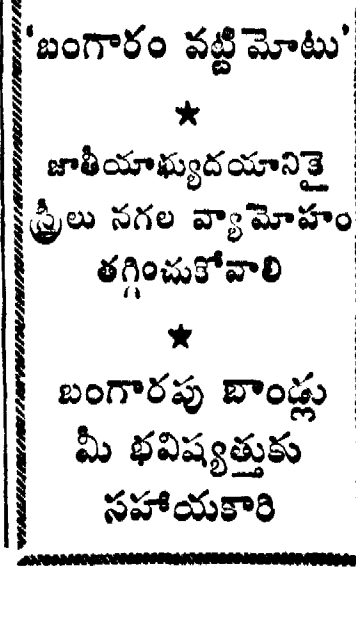 'బంగారం వట్టిమోటు'
★
జాతీయాభ్యుదయానికై
స్త్రీలు నగల వ్యామోహం
తగ్గించుకోవాలి
★
బంగారపు బాండ్లు
మీ భవిష్యత్తుకు
సహాయకారి